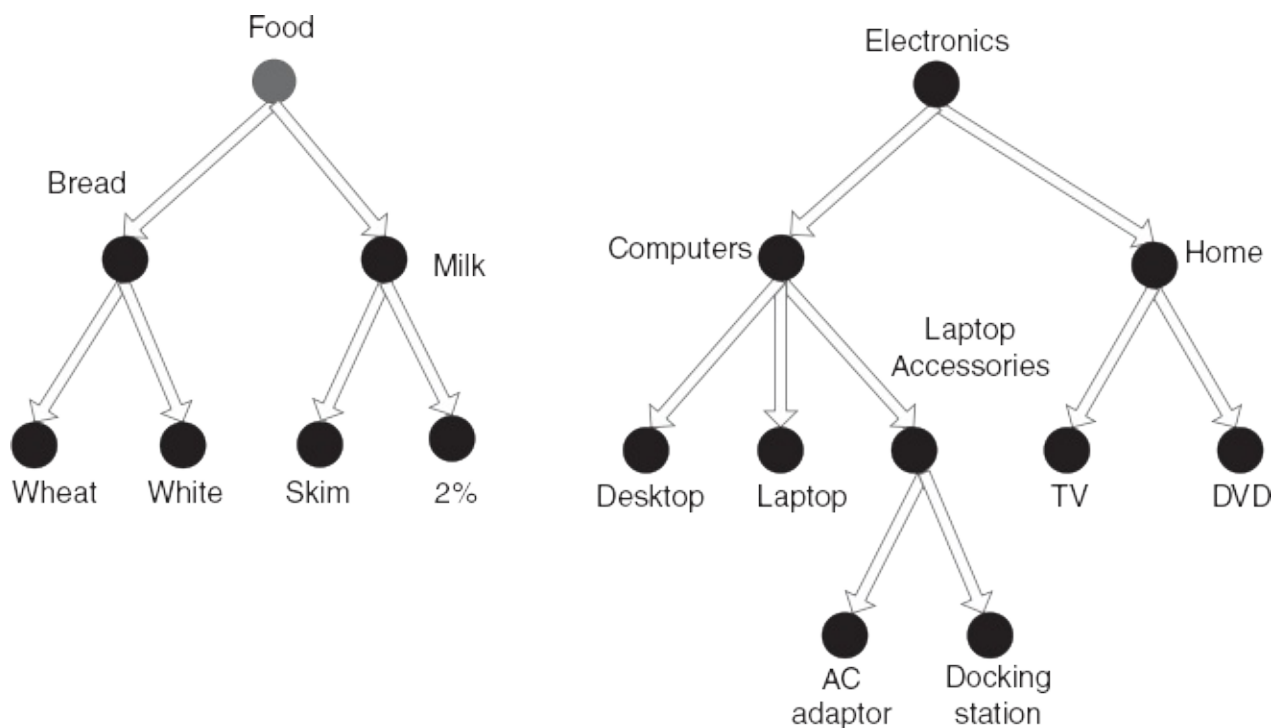 Food
Electronics
Bread
Milk
Computers
Home
Laptop
Accessories
Wheat
White
Skim
2%
Desktop
Laptop
TV
DVD
AC
adaptor
Docking
station